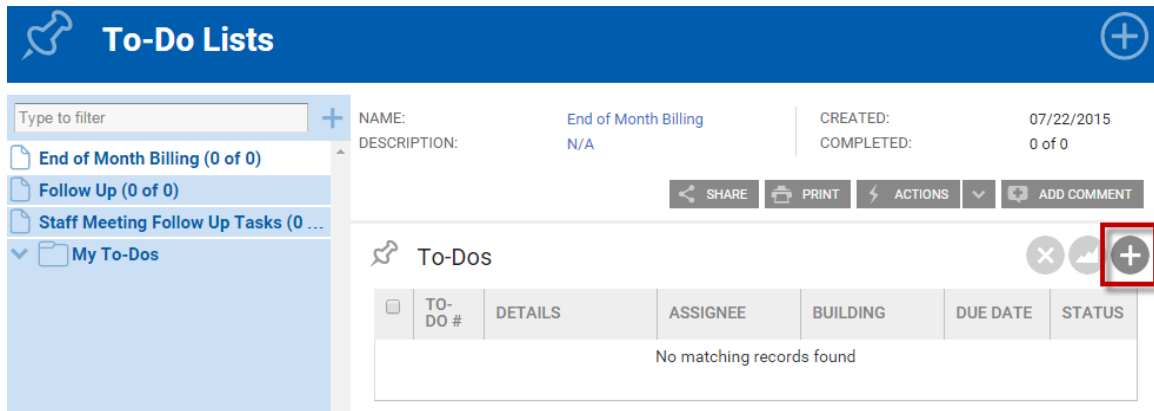 To-Do Lists
Type to filter
End of Month Billing (0 of 0)
Follow Up (0 of 0)
Staff Meeting Follow Up Tasks (0 ...
My To-Dos
NAME: End of Month Billing CREATED: 07/22/2015
DESCRIPTION: N/A COMPLETED: 0 of 0
SHARE PRINT ACTIONS ADD COMMENT
To-Dos
TO-
DO # DETAILS ASSIGNEE BUILDING DUE DATE STATUS
No matching records found